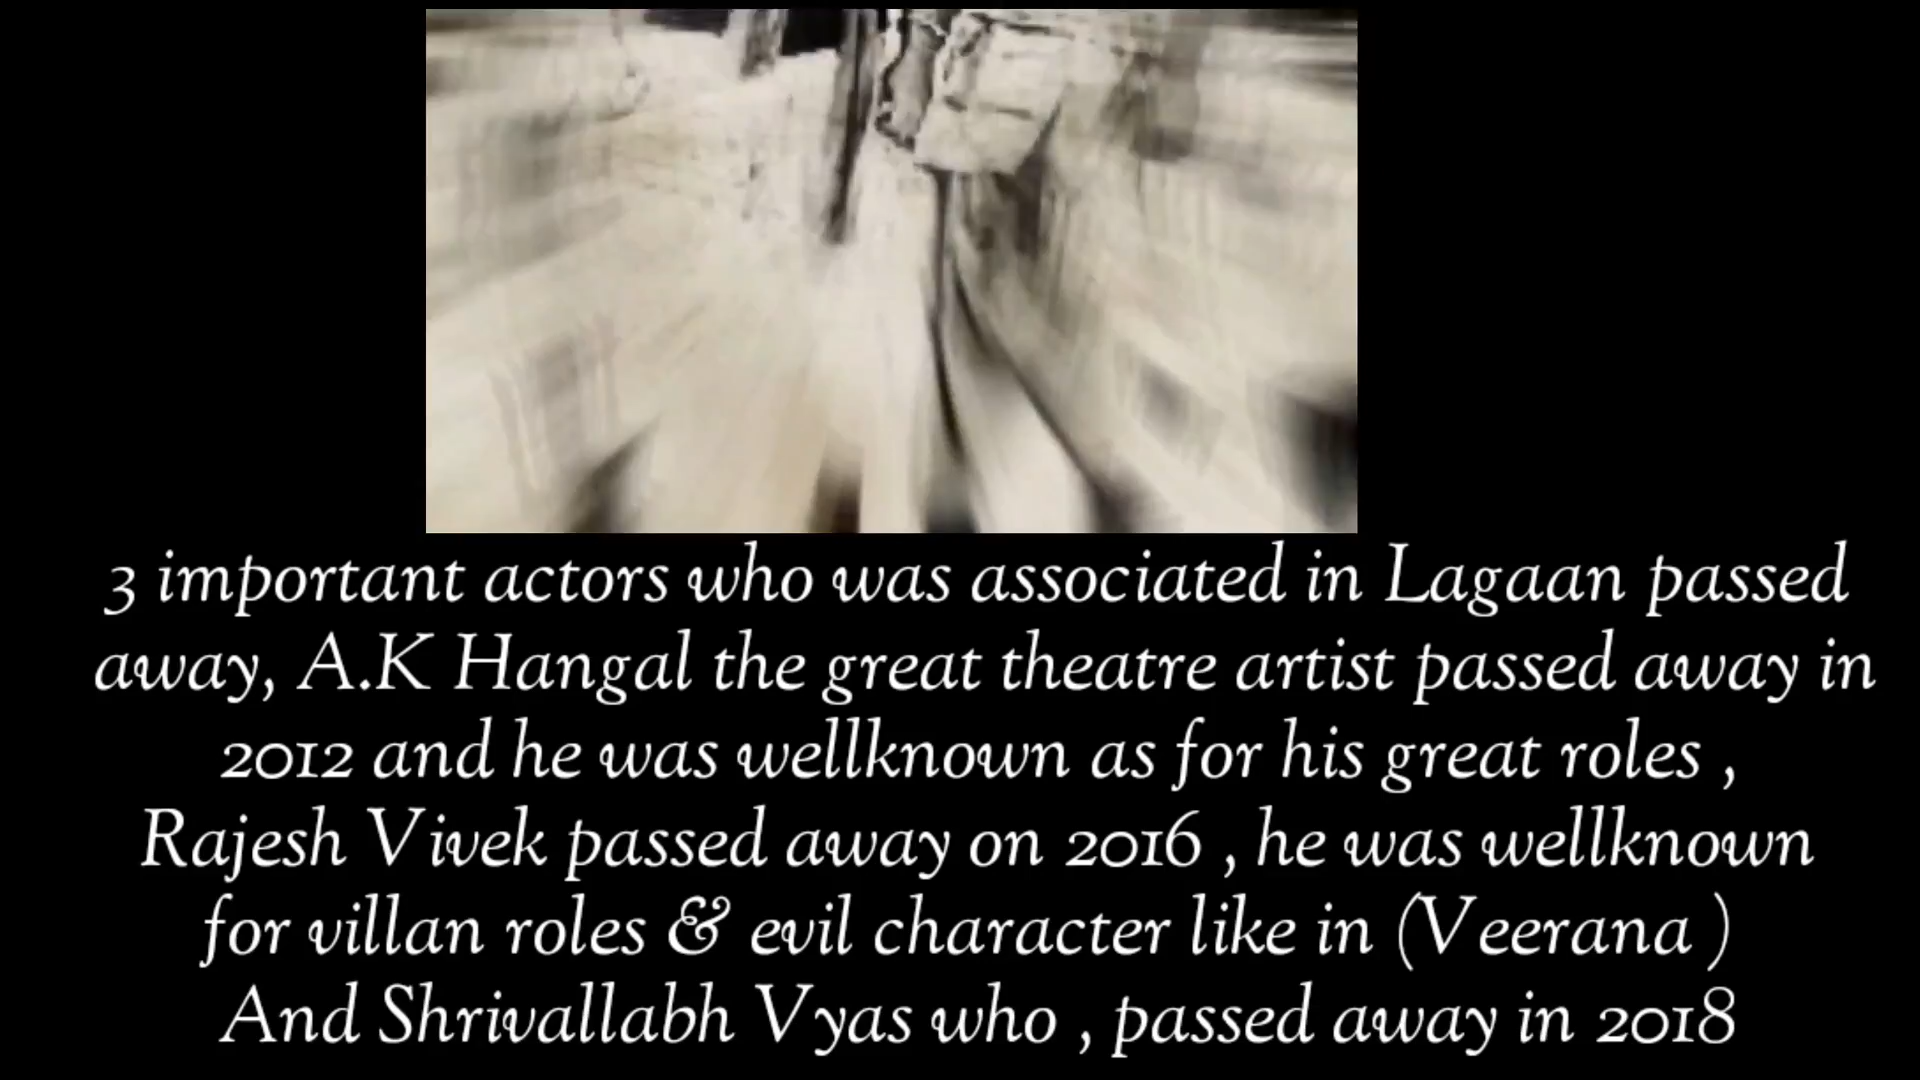 3 important actors who was associated in Lagaan passed
away, A.K Hangal the great theatre artist passed away in
2012 and he was wellknown as for his great roles ,
Rajesh Vivek passed away on 2016 , he was wellknown
for villan roles & evil character like in (Veerana )
And Shrivallabh Vyas who , passed away in 2018